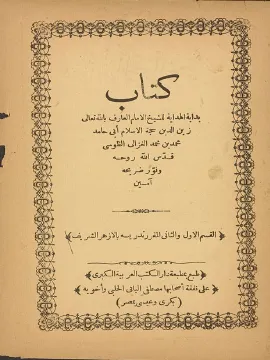 كتاب
بداية الهداية للشيخ الامام العارف بالله تعالى
زين الدين حجة الاسلام أبي حامد
محمد بن محمد الغزالي الطوسي
قدس الله روحه
ونور ضريحه
آمين
القسم الاول والثاني المقرر تدريسه بالازهر الشريف
طبع بمطبعة دار الكتب العربية الكبرى
على نفقة أصحابها مصطفى البابي الحلبي وأخويه
(بكرى وعيسى بمصر)